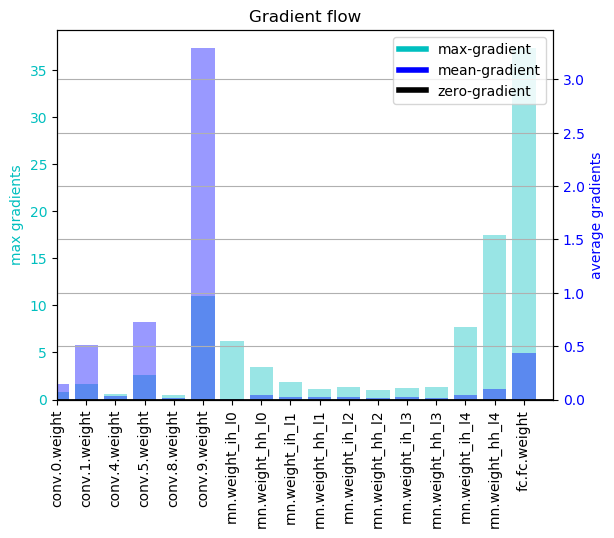 Gradient flow
max-gradient
mean-gradient
zero-gradient
max gradients
35
30
25
20
15
10
5
0
average gradients
3.0
2.5
2.0
1.5
1.0
0.5
0.0
conv.0.weight
conv.1.weight
conv.4.weight
conv.5.weight
conv.8.weight
conv.9.weight
rnn.weight_ih_l0
rnn.weight_hh_l0
rnn.weight_ih_l1
rnn.weight_hh_l1
rnn.weight_ih_l2
rnn.weight_hh_l2
rnn.weight_ih_l3
rnn.weight_hh_l3
rnn.weight_ih_l4
rnn.weight_hh_l4
fc.fc.weight